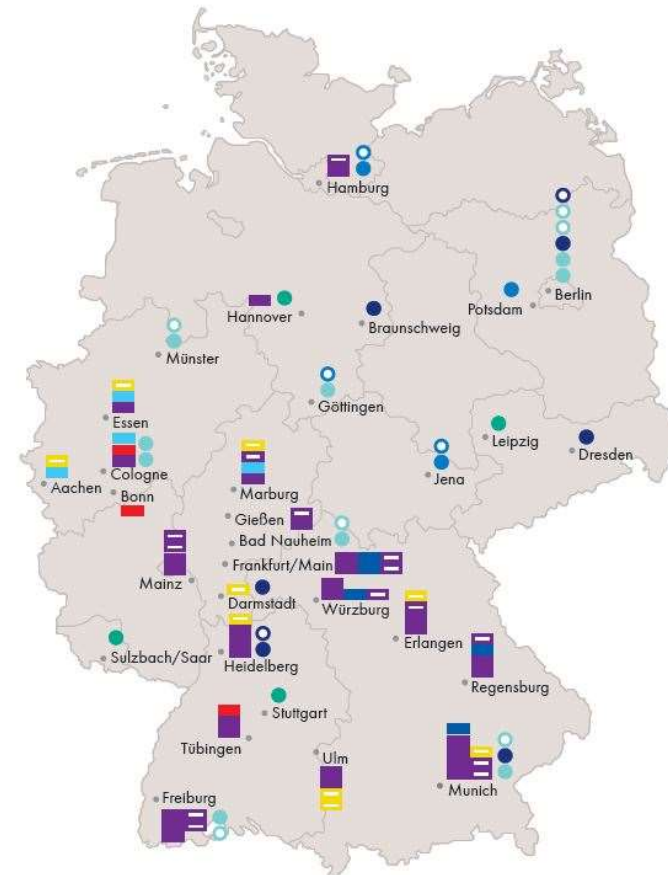 Hamburg
Berlin
Potsdam
Hannover
Braunschweig
Münster
Göttingen
Essen
Leipzig
Dresden
Cologne
Jena
Aachen
Bonn
Marburg
Gießen
Bad Nauheim
Frankfurt/Main
Mainz
Darmstadt
Würzburg
Erlangen
Sulzbach/Saar
Heidelberg
Regensburg
Stuttgart
Tübingen
Ulm
Munich
Freiburg